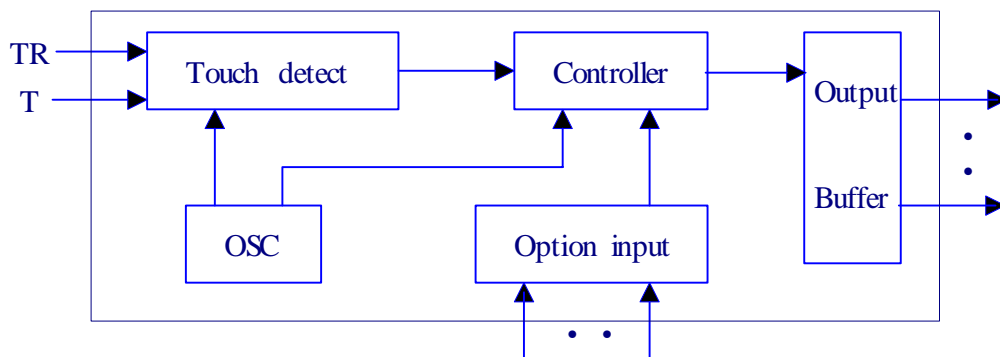 TR
Touch detect
Controller
T
Output
Buffer
OSC
Option input